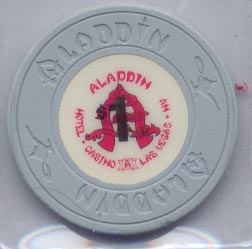 ALADDIN
ALADDIN
NV
$1
HOTEL • CASINO A LAS VEGAS
ALADDIN